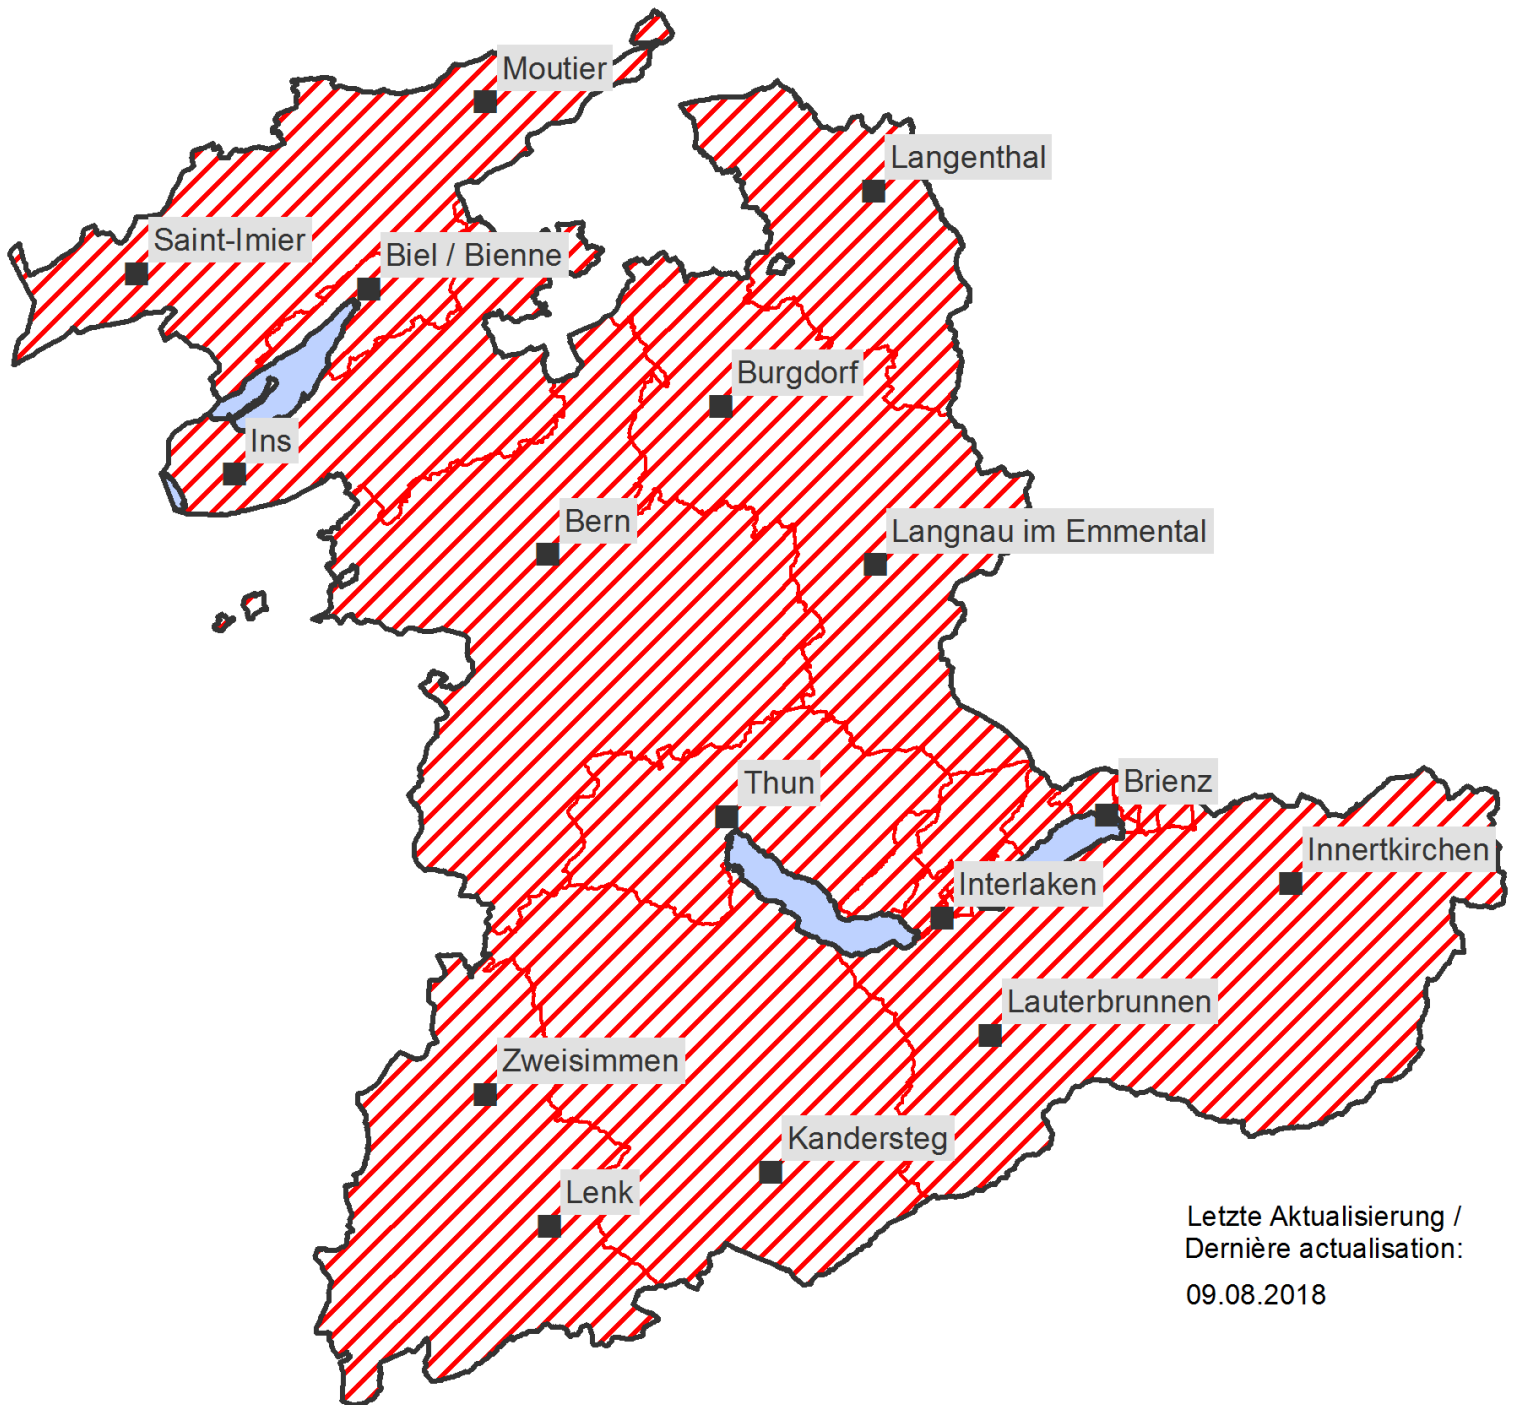 Moutier
Langenthal
Saint-Imier
Biel / Bienne
Burgdorf
Ins
Bern
Langnau im Emmental
Thun
Brienz
Innertkirchen
Interlaken
Lauterbrunnen
Zweisimmen
Kandersteg
Lenk
Letzte Aktualisierung /
Dernière actualisation:
09.08.2018